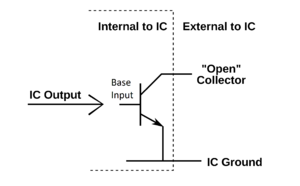 Internal to IC
External to IC
"Open"
Collector
Base
Input
IC Output
IC Ground